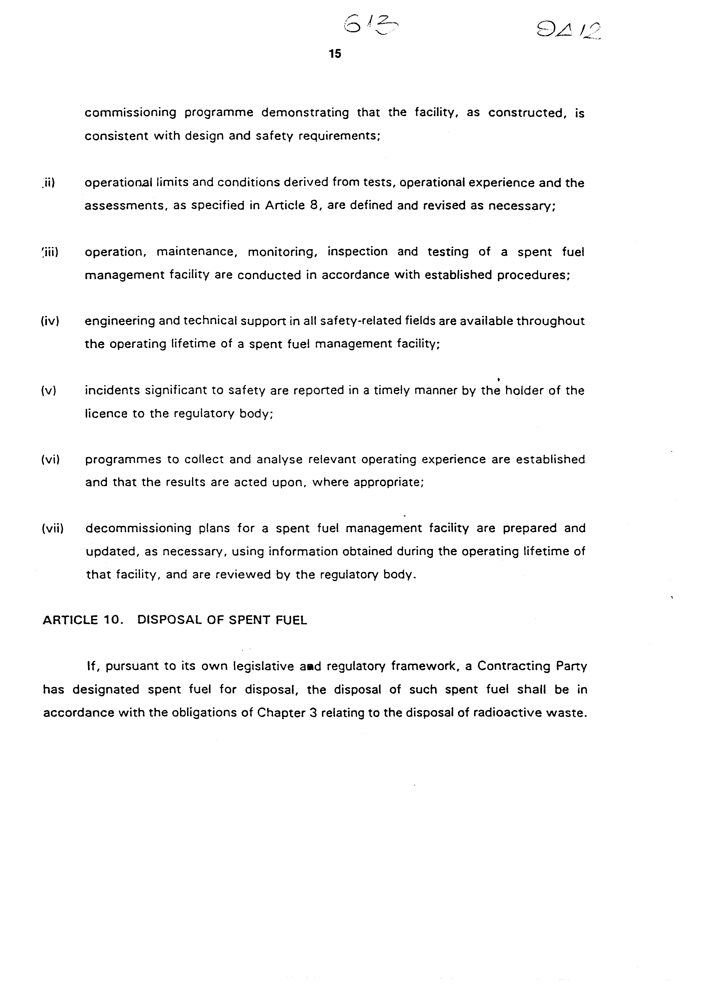 613
9A12
15
commissioning programme demonstrating that the facility, as constructed, is
consistent with design and safety requirements;
ii) operational limits and conditions derived from tests, operational experience and the
assessments, as specified in Article 8, are defined and revised as necessary;
iii) operation, maintenance, monitoring, inspection and testing of a spent fuel
management facility are conducted in accordance with established procedures;
(iv) engineering and technical support in all safety-related fields are available throughout
the operating lifetime of a spent fuel management facility;
(v) incidents significant to safety are reported in a timely manner by the holder of the
licence to the regulatory body;
(vi) programmes to collect and analyse relevant operating experience are established
and that the results are acted upon, where appropriate;
(vii) decommissioning plans for a spent fuel management facility are prepared and
updated, as necessary, using information obtained during the operating lifetime of
that facility, and are reviewed by the regulatory body.
ARTICLE 10. DISPOSAL OF SPENT FUEL
If, pursuant to its own legislative and regulatory framework, a Contracting Party
has designated spent fuel for disposal, the disposal of such spent fuel shall be in
accordance with the obligations of Chapter 3 relating to the disposal of radioactive waste.